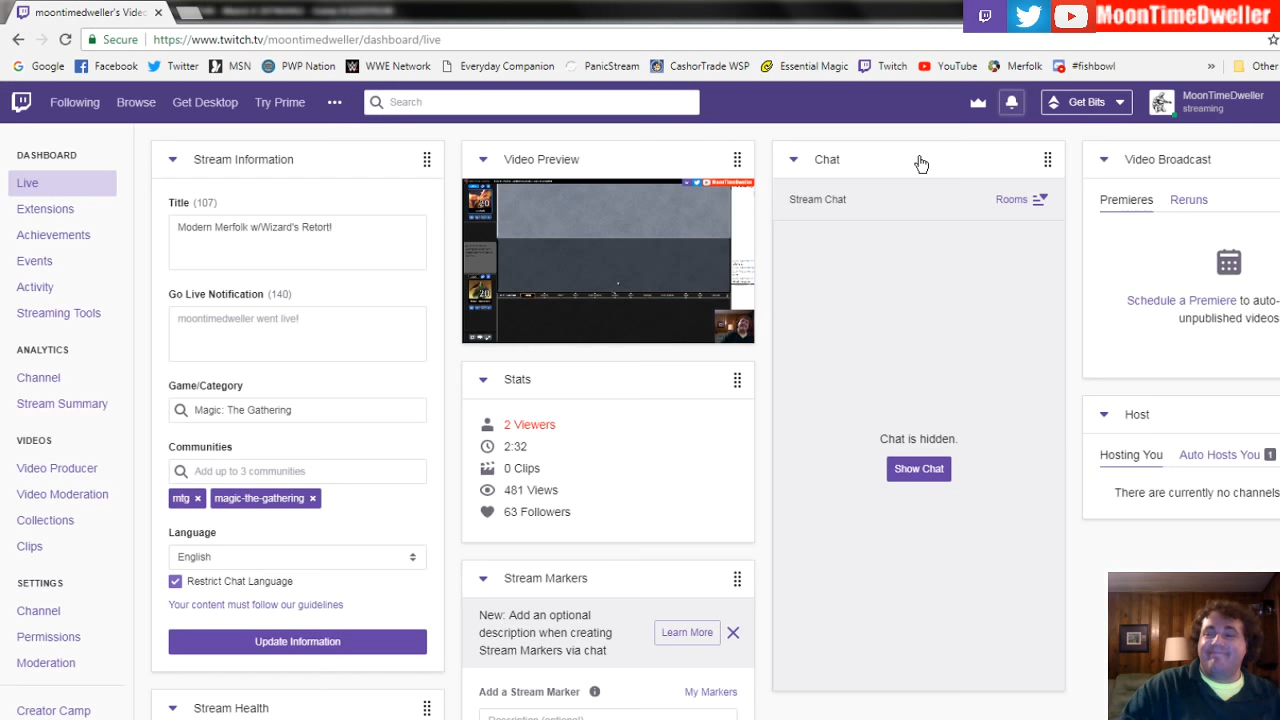 moontimedweller's Vide
MoonTimeDweller
Secure
https://www.twitch.tv/moontimedweller/dashboard/live
Google
Facebook
Twitter
MSN
PWP Nation
WWE Network
Everyday Companion
PanicStream
CashorTrade WSP
Essential Magic
Twitch
YouTube
Merfolk
#fishbowl
»
Other
Following
Browse
Get Desktop
Try Prime
•••
Search
Get Bits
MoonTimeDweller
streaming
DASHBOARD
Live
Extensions
Achievements
Events
Activity
Streaming Tools
ANALYTICS
Channel
Stream Summary
VIDEOS
Video Producer
Video Moderation
Collections
Clips
SETTINGS
Channel
Permissions
Moderation
Creator Camp
Stream Information
Title (107)
Modern Merfolk w/Wizard's Retort!
Go Live Notification (140)
moontimedweller went live!
Game/Category
Magic: The Gathering
Communities
Add up to 3 communities
mtg ×
magic-the-gathering ×
Language
English
Restrict Chat Language
Your content must follow our guidelines
Update Information
Stream Health
Video Preview
MoonTimeDweller
20
20
Stats
2 Viewers
2:32
0 Clips
481 Views
63 Followers
Stream Markers
New: Add an optional
description when creating
Stream Markers via chat
Learn More
Add a Stream Marker
My Markers
Description (optional)
Chat
Stream Chat
Rooms
Chat is hidden.
Show Chat
Video Broadcast
Premieres
Reruns
Schedule a Premiere to auto-
unpublished videos
Host
Hosting You
Auto Hosts You 1
There are currently no channels